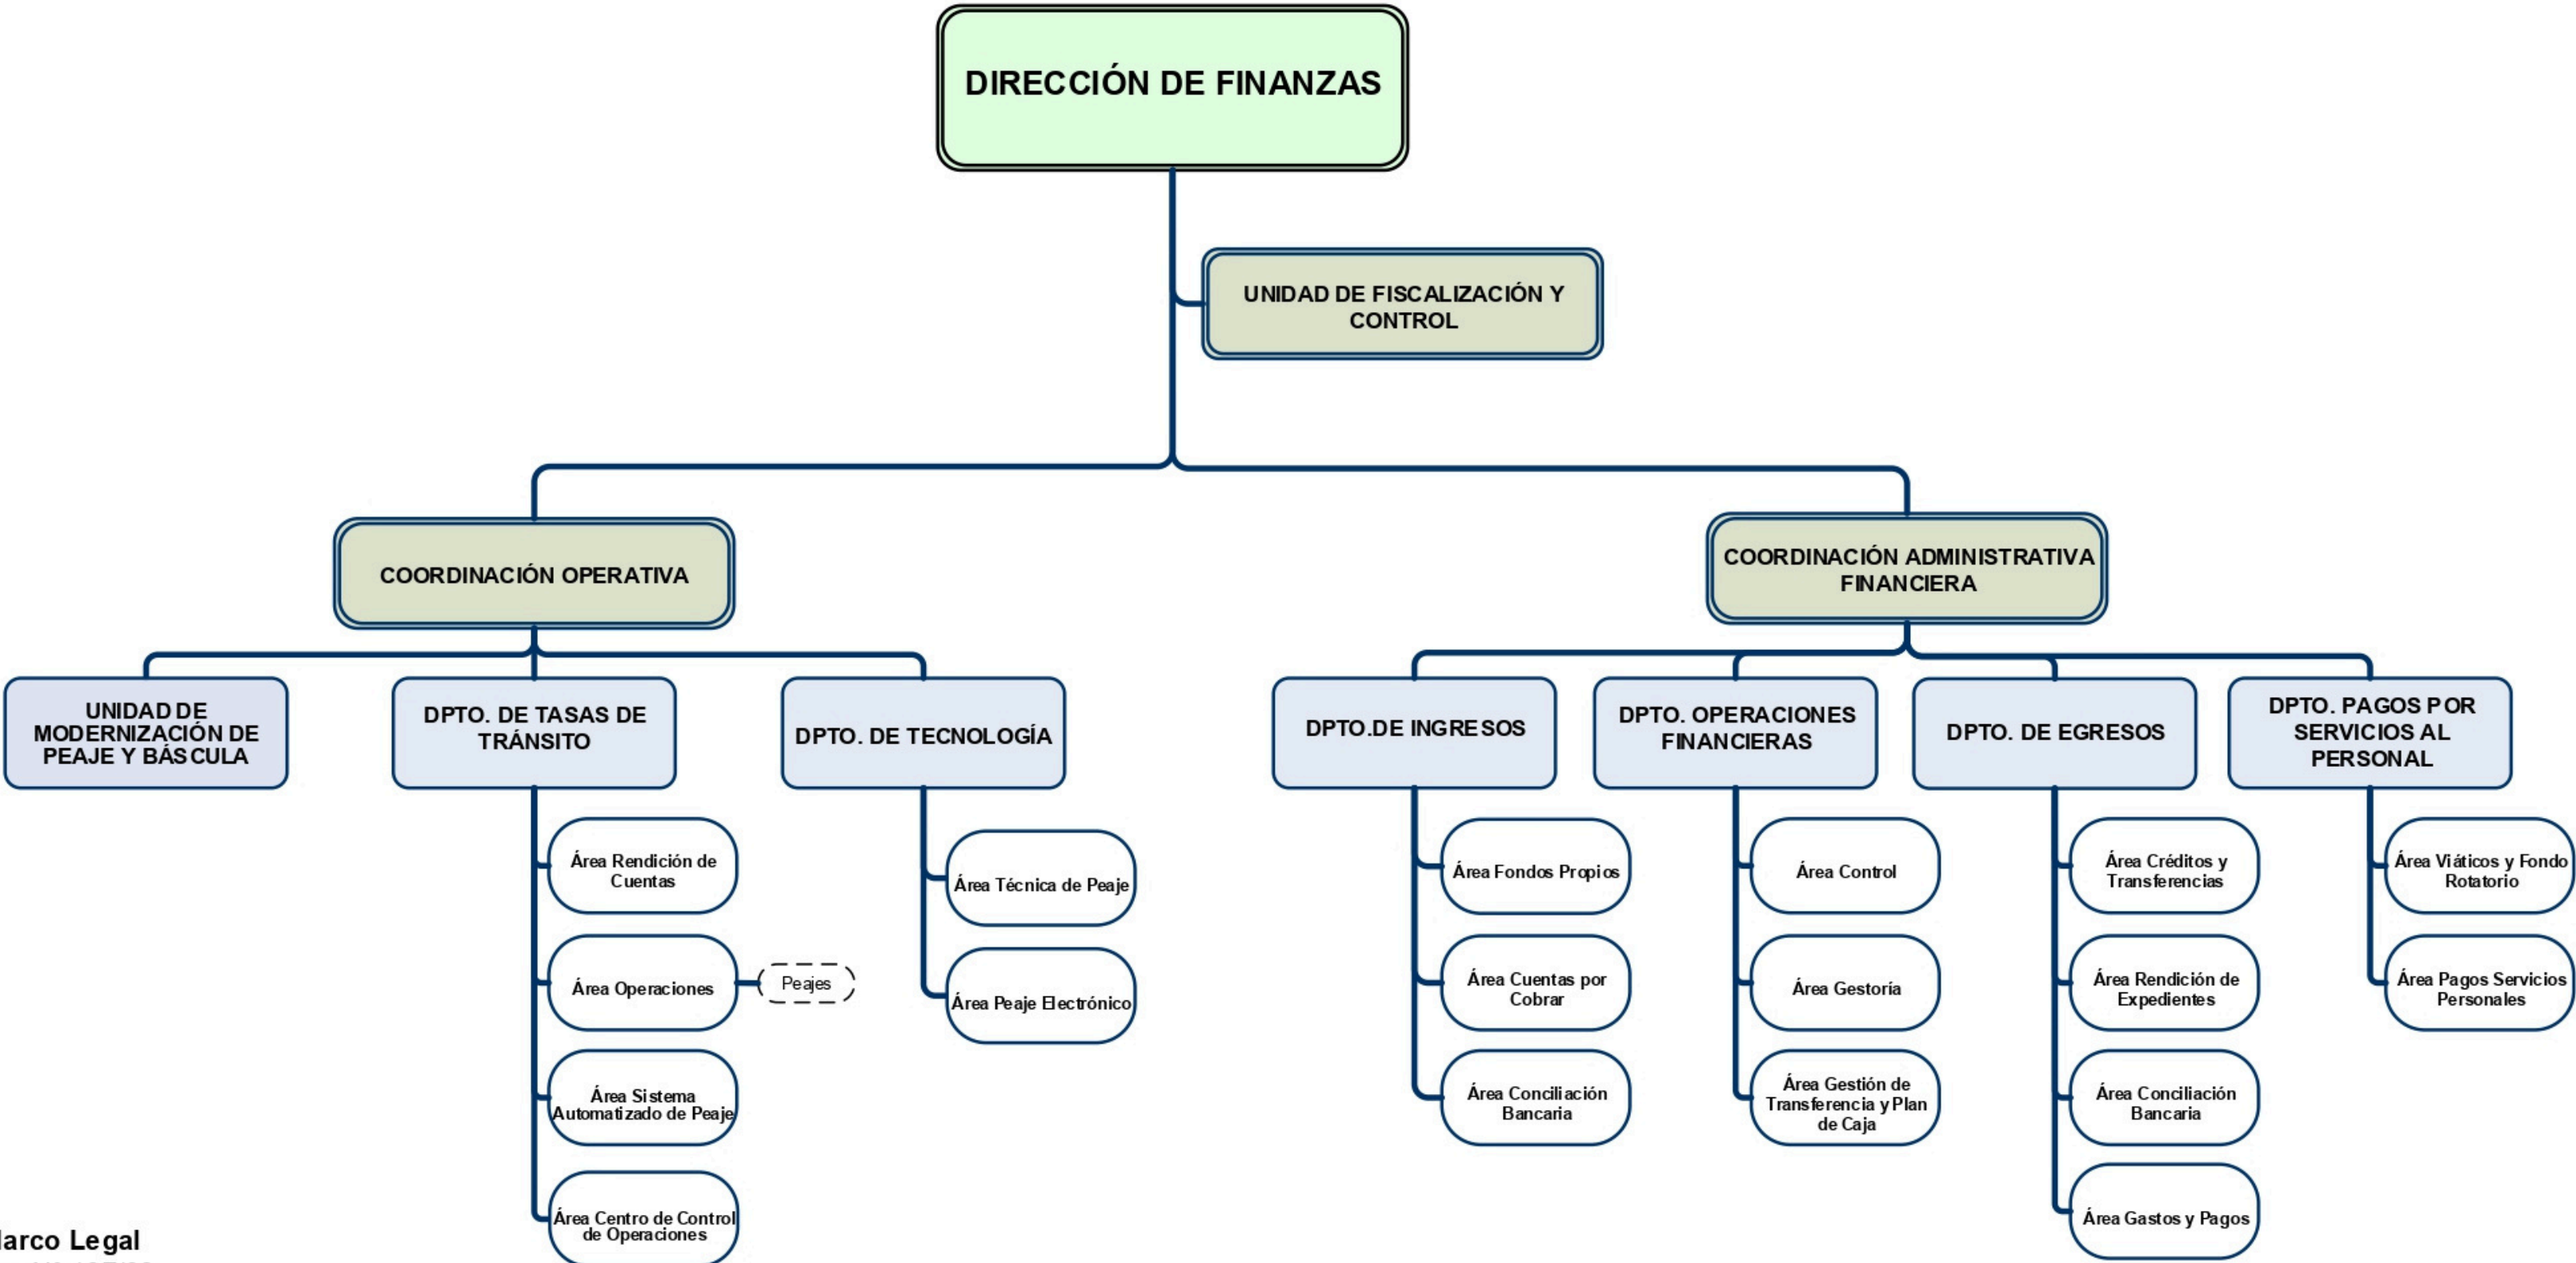 DIRECCIÓN DE FINANZAS
UNIDAD DE FISCALIZACIÓN Y
CONTROL
COORDINACIÓN OPERATIVA
COORDINACIÓN ADMINISTRATIVA
FINANCIERA
UNIDAD DE
MODERNIZACIÓN DE
PEAJE Y BÁSCULA
DPTO. DE TASAS DE
TRÁNSITO
DPTO. DE TECNOLOGÍA
DPTO.DE INGRESOS
DPTO. OPERACIONES
FINANCIERAS
DPTO. DE EGRESOS
DPTO. PAGOS POR
SERVICIOS AL
PERSONAL
Área Rendición de
Cuentas
Área Operaciones
Peajes
Área Sistema
Automatizado de Peaje
Área Centro de Control
de Operaciones
Área Técnica de Peaje
Área Peaje Electrónico
Área Fondos Propios
Área Cuentas por
Cobrar
Área Conciliación
Bancaria
Área Control
Área Gestoría
Área Gestión de
Transferencia y Plan
de Caja
Área Créditos y
Transferencias
Área Rendición de
Expedientes
Área Conciliación
Bancaria
Área Gastos y Pagos
Área Viáticos y Fondo
Rotatorio
Área Pagos Servicios
Personales
Legal